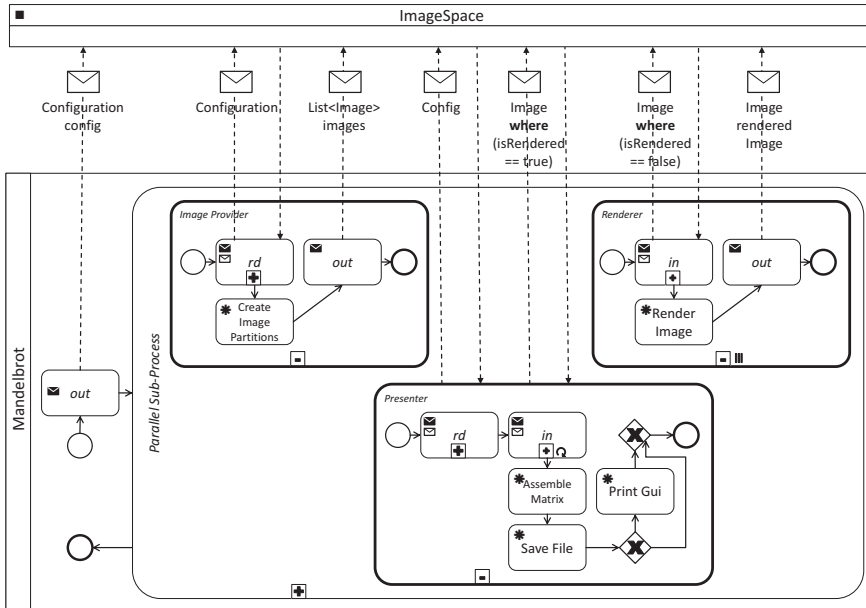 ImageSpace
Configuration
config
Configuration
List<Image>
images
Config
Image
where
(isRendered
== true)
Image
where
(isRendered
== false)
Image
rendered
Image
Mandelbrot
Parallel Sub-Process
out
Image Provider
rd
out
Create
Image
Partitions
Renderer
in
out
Render
Image
Presenter
rd
in
Assemble
Matrix
Save File
Print Gui